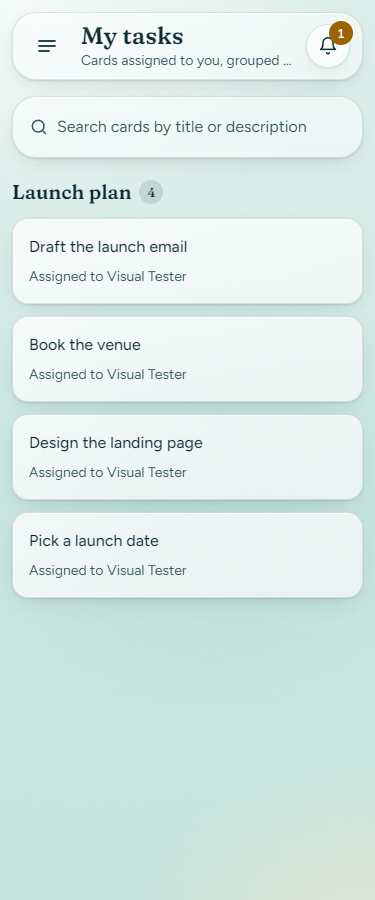 My tasks
Cards assigned to you, grouped ...
1
Search cards by title or description
Launch plan 4
Draft the launch email
Assigned to Visual Tester
Book the venue
Assigned to Visual Tester
Design the landing page
Assigned to Visual Tester
Pick a launch date
Assigned to Visual Tester